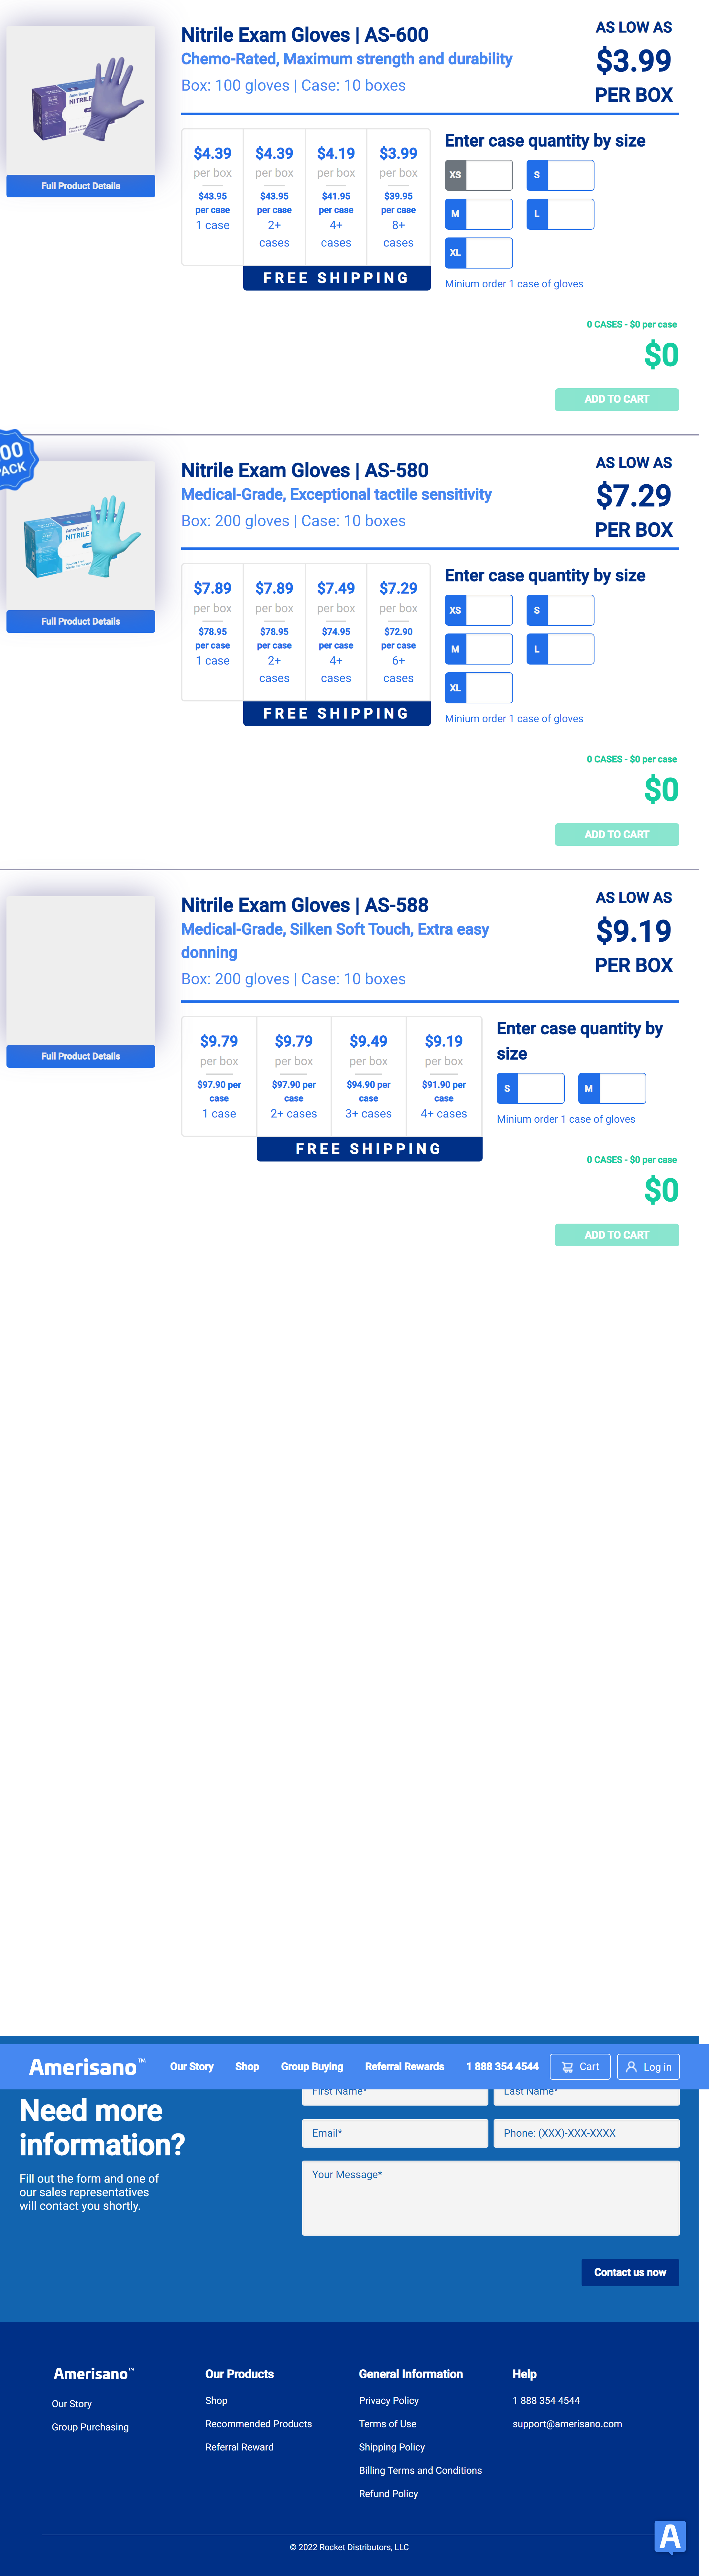 Nitrile Exam Gloves | AS-600
Chemo-Rated, Maximum strength and durability
Box: 100 gloves | Case: 10 boxes
AS LOW AS
$3.99
PER BOX
Amerisano
NITRILE
Full Product Details
$4.39 $4.39 $4.19 $3.99
per box per box per box per box
$43.95 $43.95 $41.95 $39.95
per case per case per case per case
1 case 2+ 4+ 8+
cases cases cases
FREE SHIPPING
Enter case quantity by size
XS S
M L
XL
Minium order 1 case of gloves
0 CASES - $0 per case
$0
ADD TO CART
00
PACK
Nitrile Exam Gloves | AS-580
Medical-Grade, Exceptional tactile sensitivity
Box: 200 gloves | Case: 10 boxes
AS LOW AS
$7.29
PER BOX
Amerisano
NITRILE
Full Product Details
$7.89 $7.89 $7.49 $7.29
per box per box per box per box
$78.95 $78.95 $74.95 $72.90
per case per case per case per case
1 case 2+ 4+ 6+
cases cases cases
FREE SHIPPING
Enter case quantity by size
XS S
M L
XL
Minium order 1 case of gloves
0 CASES - $0 per case
$0
ADD TO CART
Nitrile Exam Gloves | AS-588
Medical-Grade, Silken Soft Touch, Extra easy
donning
Box: 200 gloves | Case: 10 boxes
AS LOW AS
$9.19
PER BOX
Full Product Details
$9.79 $9.79 $9.49 $9.19
per box per box per box per box
$97.90 per $97.90 per $94.90 per $91.90 per
case case case case
1 case 2+ cases 3+ cases 4+ cases
FREE SHIPPING
Enter case quantity by
size
S M
Minium order 1 case of gloves
0 CASES - $0 per case
$0
ADD TO CART
Amerisano™ Our Story Shop Group Buying Referral Rewards 1 888 354 4544 Cart Log in
First Name* Last Name*
Need more
information?
Fill out the form and one of
our sales representatives
will contact you shortly.
Email* Phone: (XXX)-XXX-XXXX
Your Message*
Contact us now
Amerisano™
Our Story
Group Purchasing
Our Products
Shop
Recommended Products
Referral Reward
General Information
Privacy Policy
Terms of Use
Shipping Policy
Billing Terms and Conditions
Refund Policy
Help
1 888 354 4544
support@amerisano.com
© 2022 Rocket Distributors, LLC
A